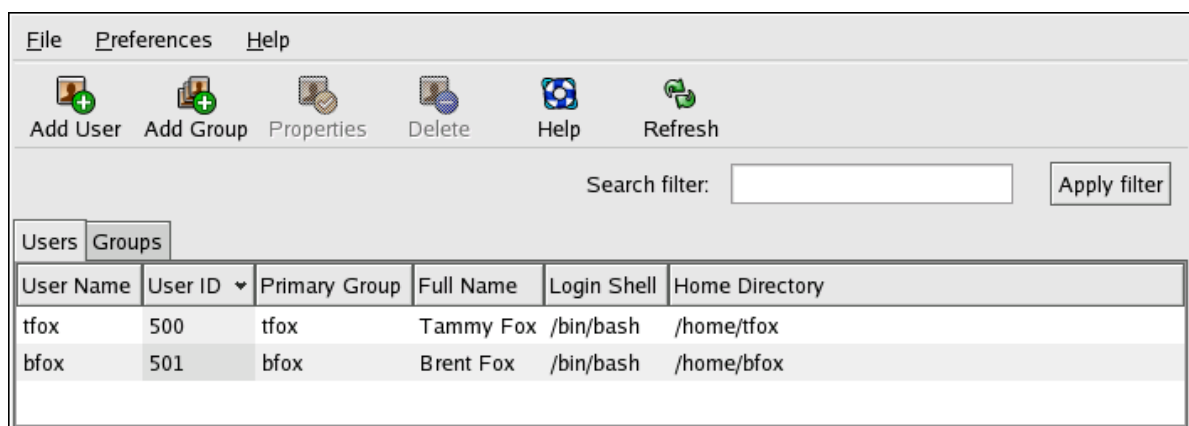 File Preferences Help
Add User Add Group Properties Delete Help Refresh
Search filter: Apply filter
Users Groups
User Name User ID Primary Group Full Name Login Shell Home Directory
tfox 500 tfox Tammy Fox /bin/bash /home/tfox
bfox 501 bfox Brent Fox /bin/bash /home/bfox